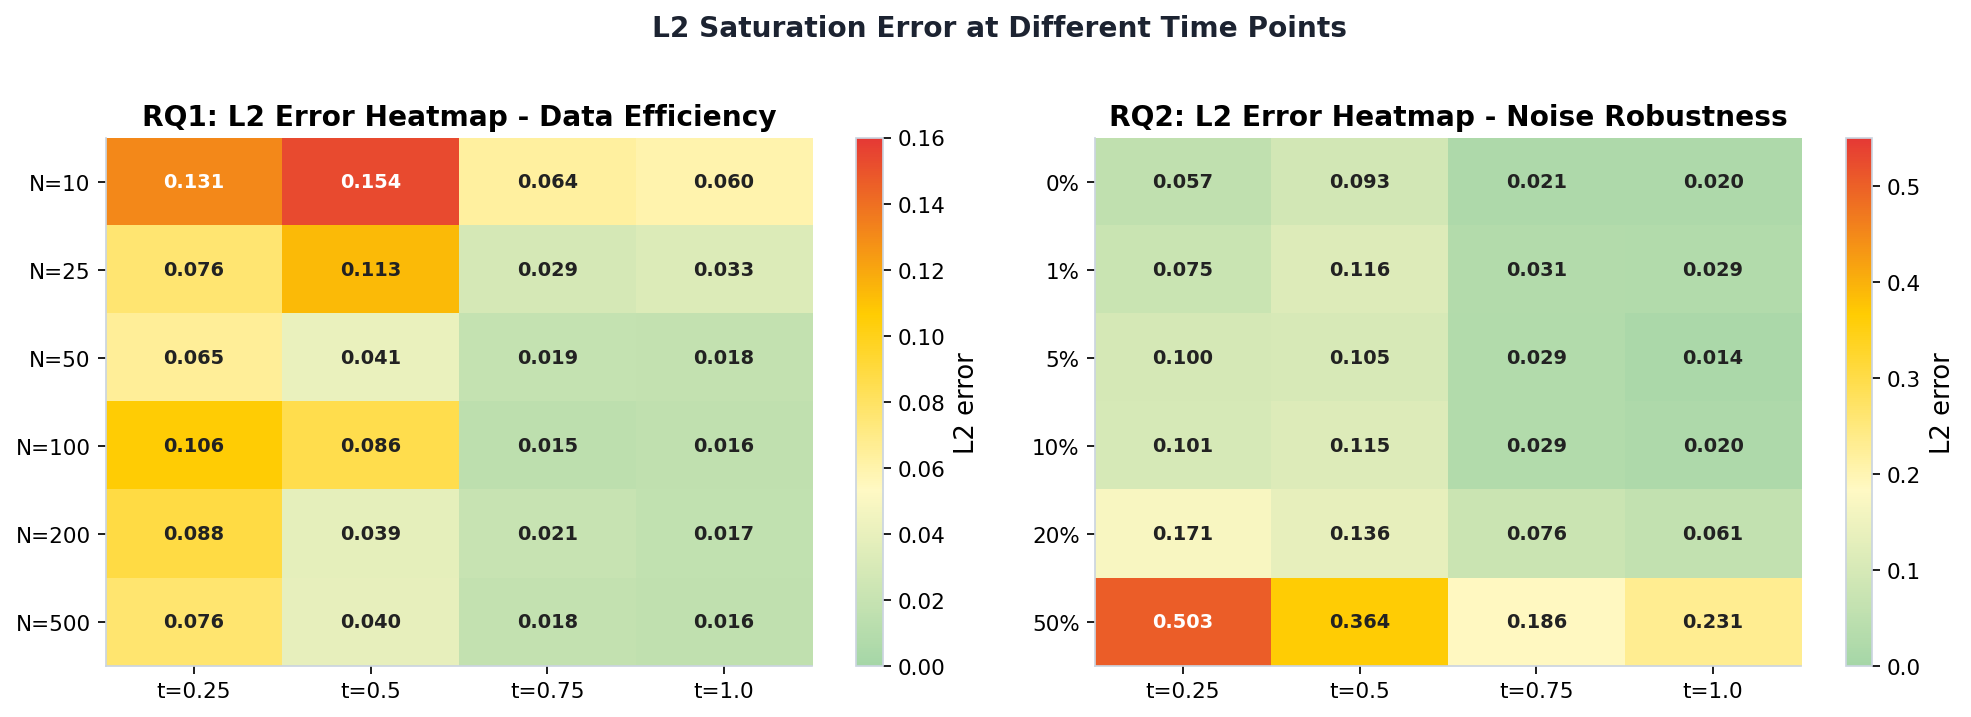 L2 Saturation Error at Different Time Points
RQ1: L2 Error Heatmap - Data Efficiency
N=10 0.131 0.154 0.064 0.060
N=25 0.076 0.113 0.029 0.033
N=50 0.065 0.041 0.019 0.018
N=100 0.106 0.086 0.015 0.016
N=200 0.088 0.039 0.021 0.017
N=500 0.076 0.040 0.018 0.016
t=0.25 t=0.5 t=0.75 t=1.0
0.16
0.14
0.12
0.10
0.08
0.06
0.04
0.02
0.00
L2 error
RQ2: L2 Error Heatmap - Noise Robustness
0% 0.057 0.093 0.021 0.020
1% 0.075 0.116 0.031 0.029
5% 0.100 0.105 0.029 0.014
10% 0.101 0.115 0.029 0.020
20% 0.171 0.136 0.076 0.061
50% 0.503 0.364 0.186 0.231
t=0.25 t=0.5 t=0.75 t=1.0
0.5
0.4
0.3
0.2
0.1
0.0
L2 error